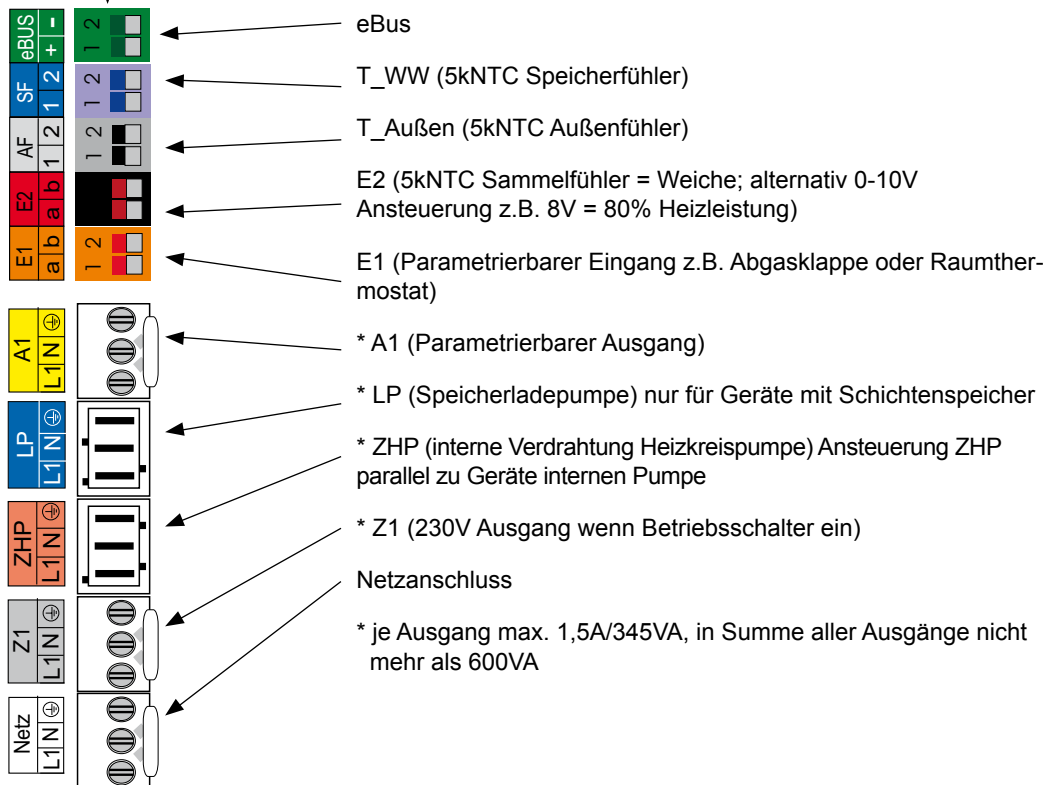 eBUS + - 1 2 eBus
SF 1 2 1 2 T_WW (5kNTC Speicherfühler)
AF 1 2 1 2 T_Außen (5kNTC Außenfühler)
E2 a b E2 (5kNTC Sammelfühler = Weiche; alternativ 0-10V
Ansteuerung z.B. 8V = 80% Heizleistung)
E1 a b 1 2 E1 (Parametrierbarer Eingang z.B. Abgasklappe oder Raumther-
mostat)
A1 L1 N * A1 (Parametrierbarer Ausgang)
LP L1 N * LP (Speicherladepumpe) nur für Geräte mit Schichtenspeicher
ZHP L1 N * ZHP (interne Verdrahtung Heizkreispumpe) Ansteuerung ZHP
parallel zu Geräte internen Pumpe
Z1 L1 N * Z1 (230V Ausgang wenn Betriebsschalter ein)
Netz L1 N Netzanschluss
* je Ausgang max. 1,5A/345VA, in Summe aller Ausgänge nicht
mehr als 600VA